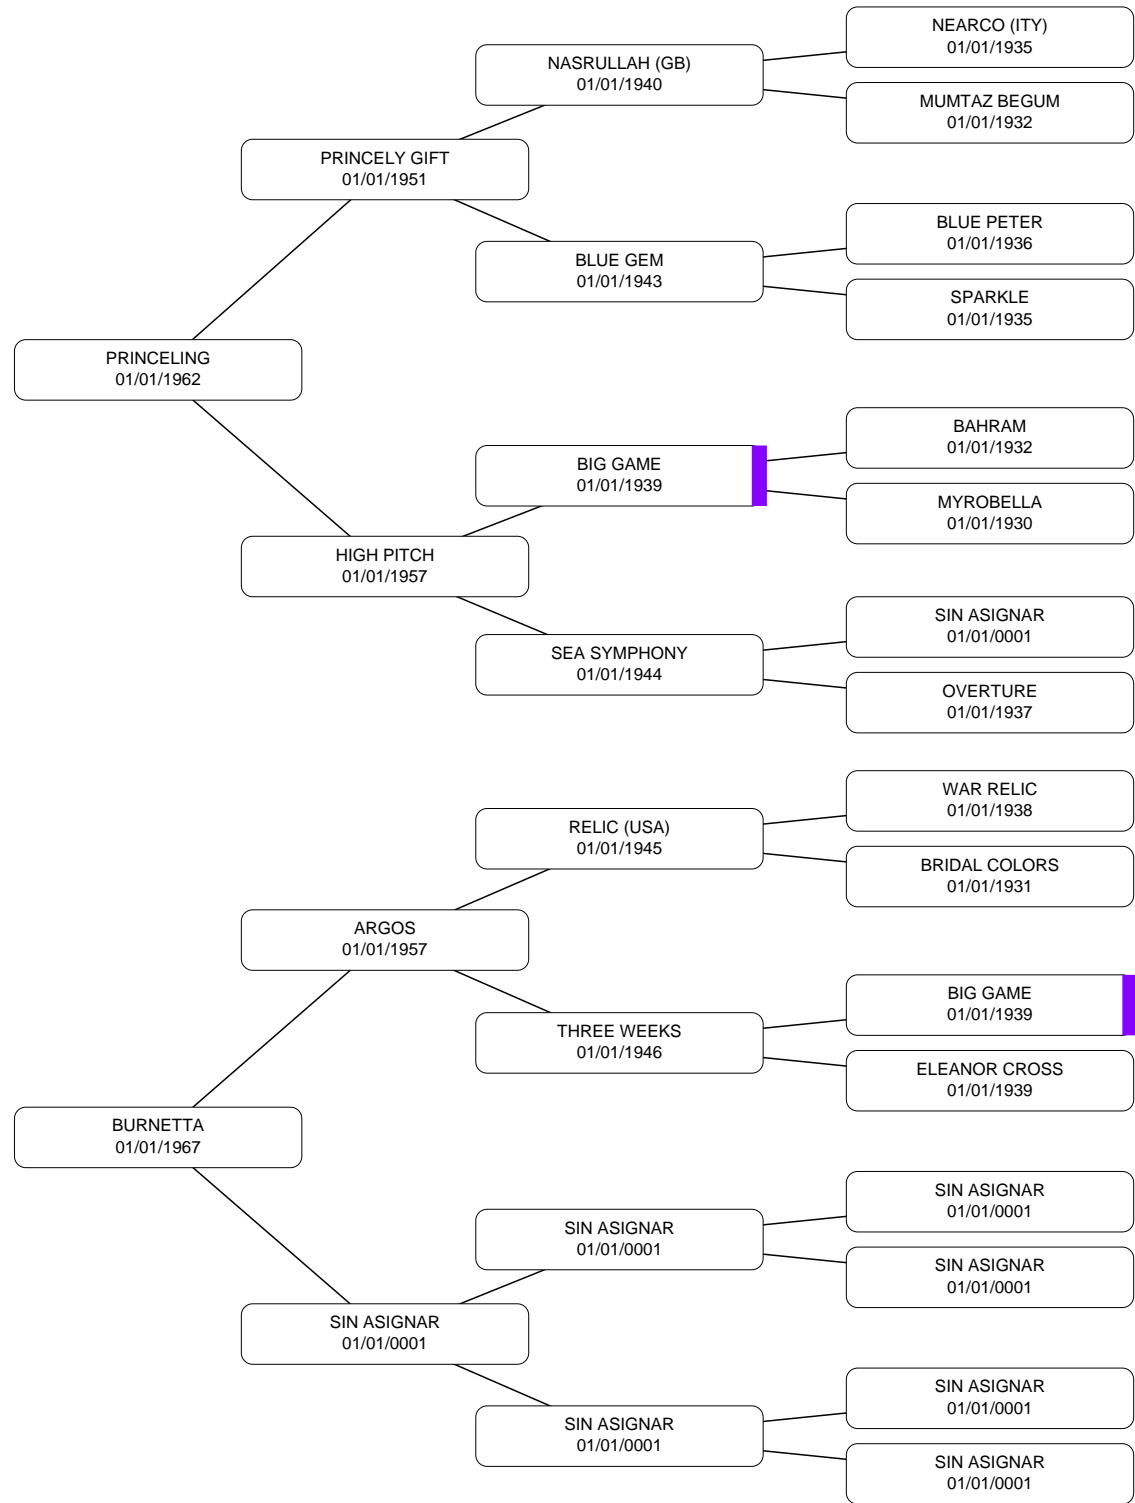 NEARCO (ITY)
01/01/1935
NASRULLAH (GB)
01/01/1940
MUMTAZ BEGUM
01/01/1932
PRINCELY GIFT
01/01/1951
BLUE PETER
01/01/1936
BLUE GEM
01/01/1943
SPARKLE
01/01/1935
PRINCELING
01/01/1962
BAHRAM
01/01/1932
BIG GAME
01/01/1939
MYROBELLA
01/01/1930
HIGH PITCH
01/01/1957
SIN ASIGNAR
01/01/0001
SEA SYMPHONY
01/01/1944
OVERTURE
01/01/1937
WAR RELIC
01/01/1938
RELIC (USA)
01/01/1945
BRIDAL COLORS
01/01/1931
ARGOS
01/01/1957
BIG GAME
01/01/1939
THREE WEEKS
01/01/1946
ELEANOR CROSS
01/01/1939
BURNETTA
01/01/1967
SIN ASIGNAR
01/01/0001
SIN ASIGNAR
01/01/0001
SIN ASIGNAR
01/01/0001
SIN ASIGNAR
01/01/0001
SIN ASIGNAR
01/01/0001
SIN ASIGNAR
01/01/0001
SIN ASIGNAR
01/01/0001